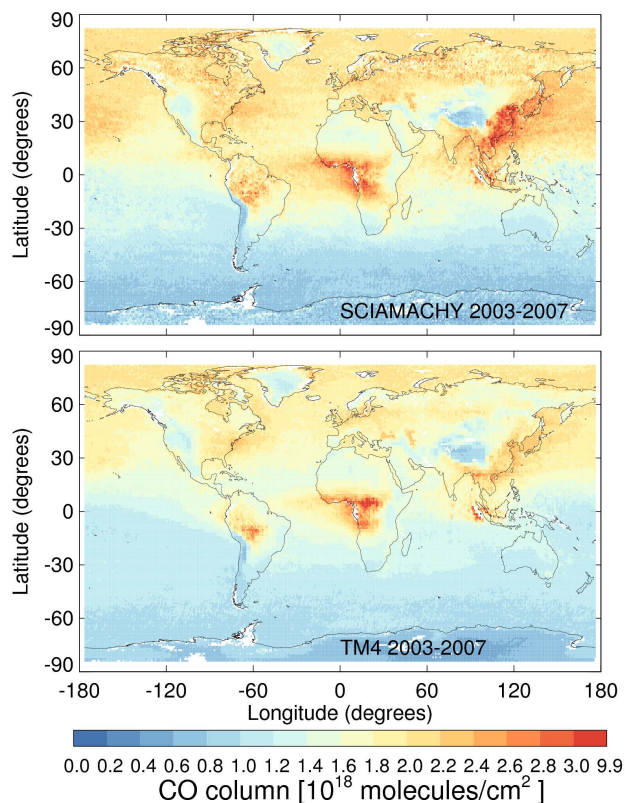 90
60
30
0
-30
-60
-90
Latitude (degrees)
SCIAMACHY 2003-2007
90
60
30
0
-30
-60
-90
Latitude (degrees)
TM4 2003-2007
-180 -120 -60 0 60 120 180
Longitude (degrees)
0.0 0.2 0.4 0.6 0.8 1.0 1.2 1.4 1.6 1.8 2.0 2.2 2.6 2.8 3.0 9.9
CO column [10¹⁸ molecules/cm²]